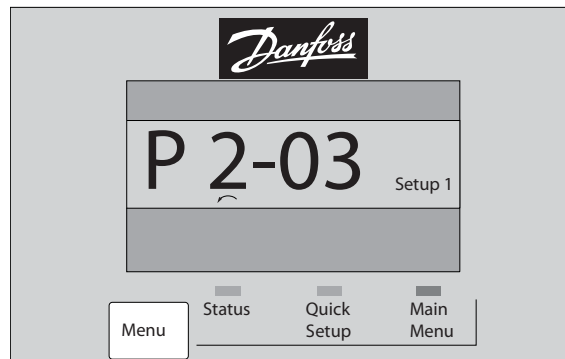 Danfoss
P 2-03
Setup 1
Status
Quick
Setup
Main
Menu
Menu